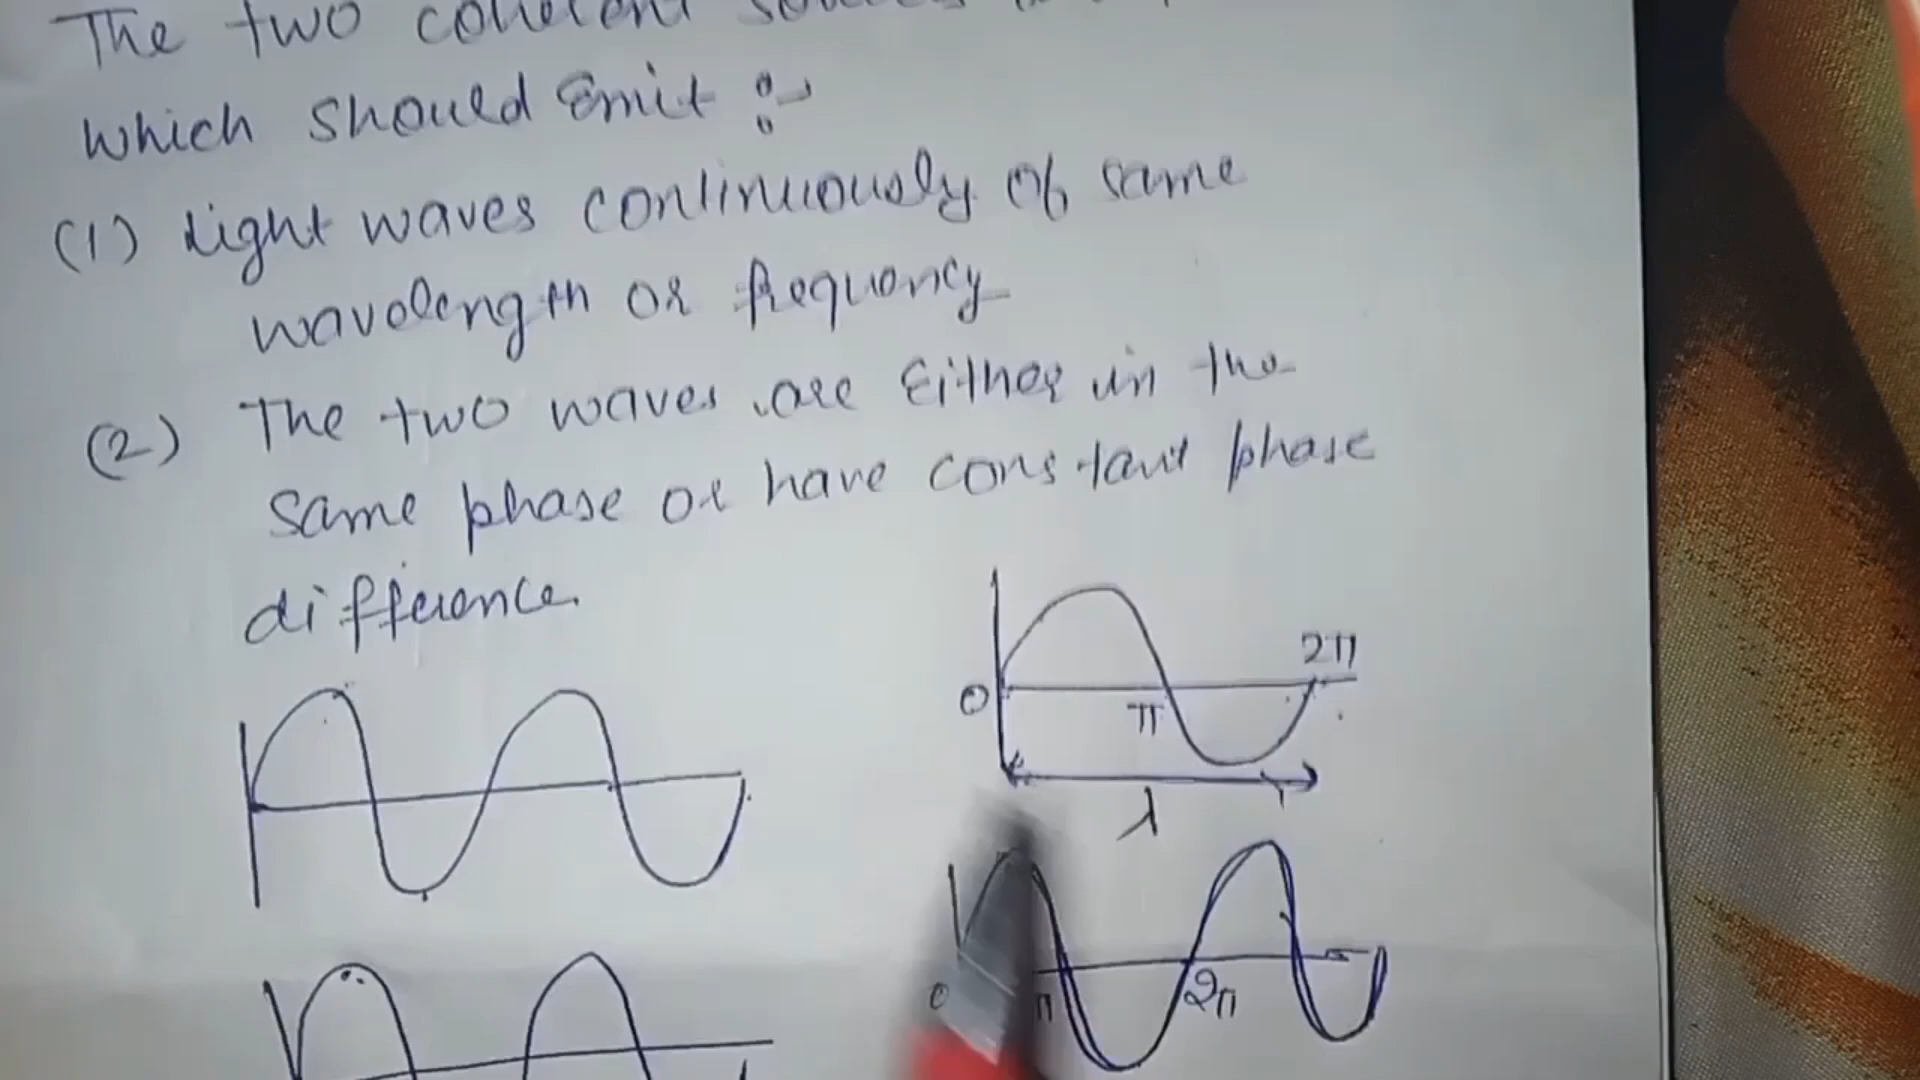 The two coherent
which should Emit :-
(1) Light waves continuously of same
wavelength or frequency
(2) The two waves are Either in the
same phase or have constant phase
difference.
0 π 2π
λ
0 π 2π